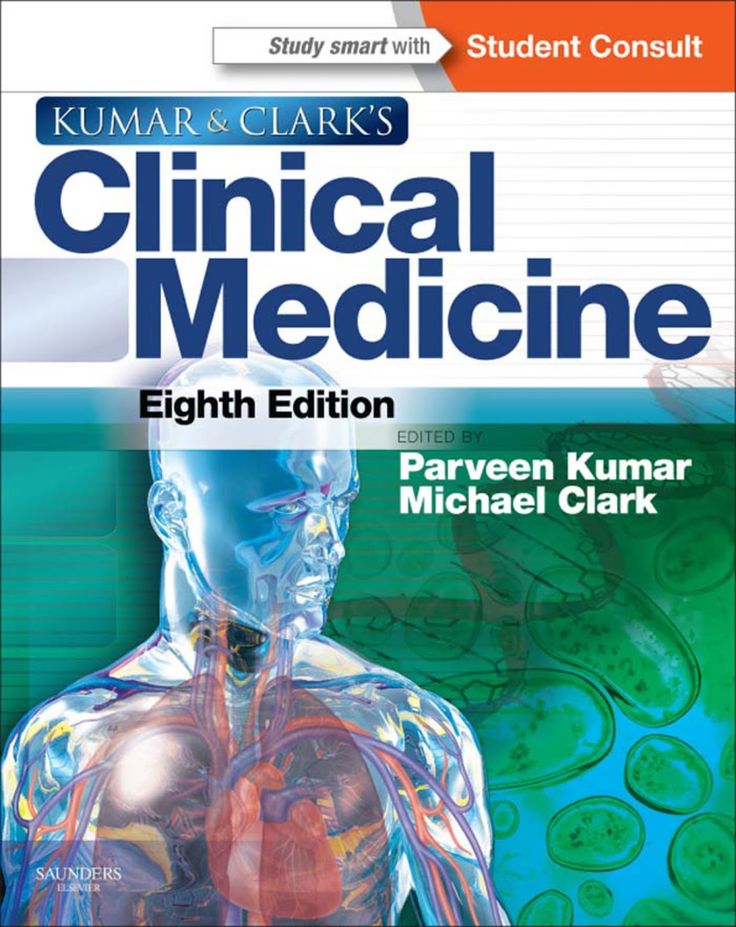 Study smart with Student Consult
KUMAR & CLARK'S
Clinical
Medicine
Eighth Edition
EDITED BY
Parveen Kumar
Michael Clark
SAUNDERS
ELSEVIER